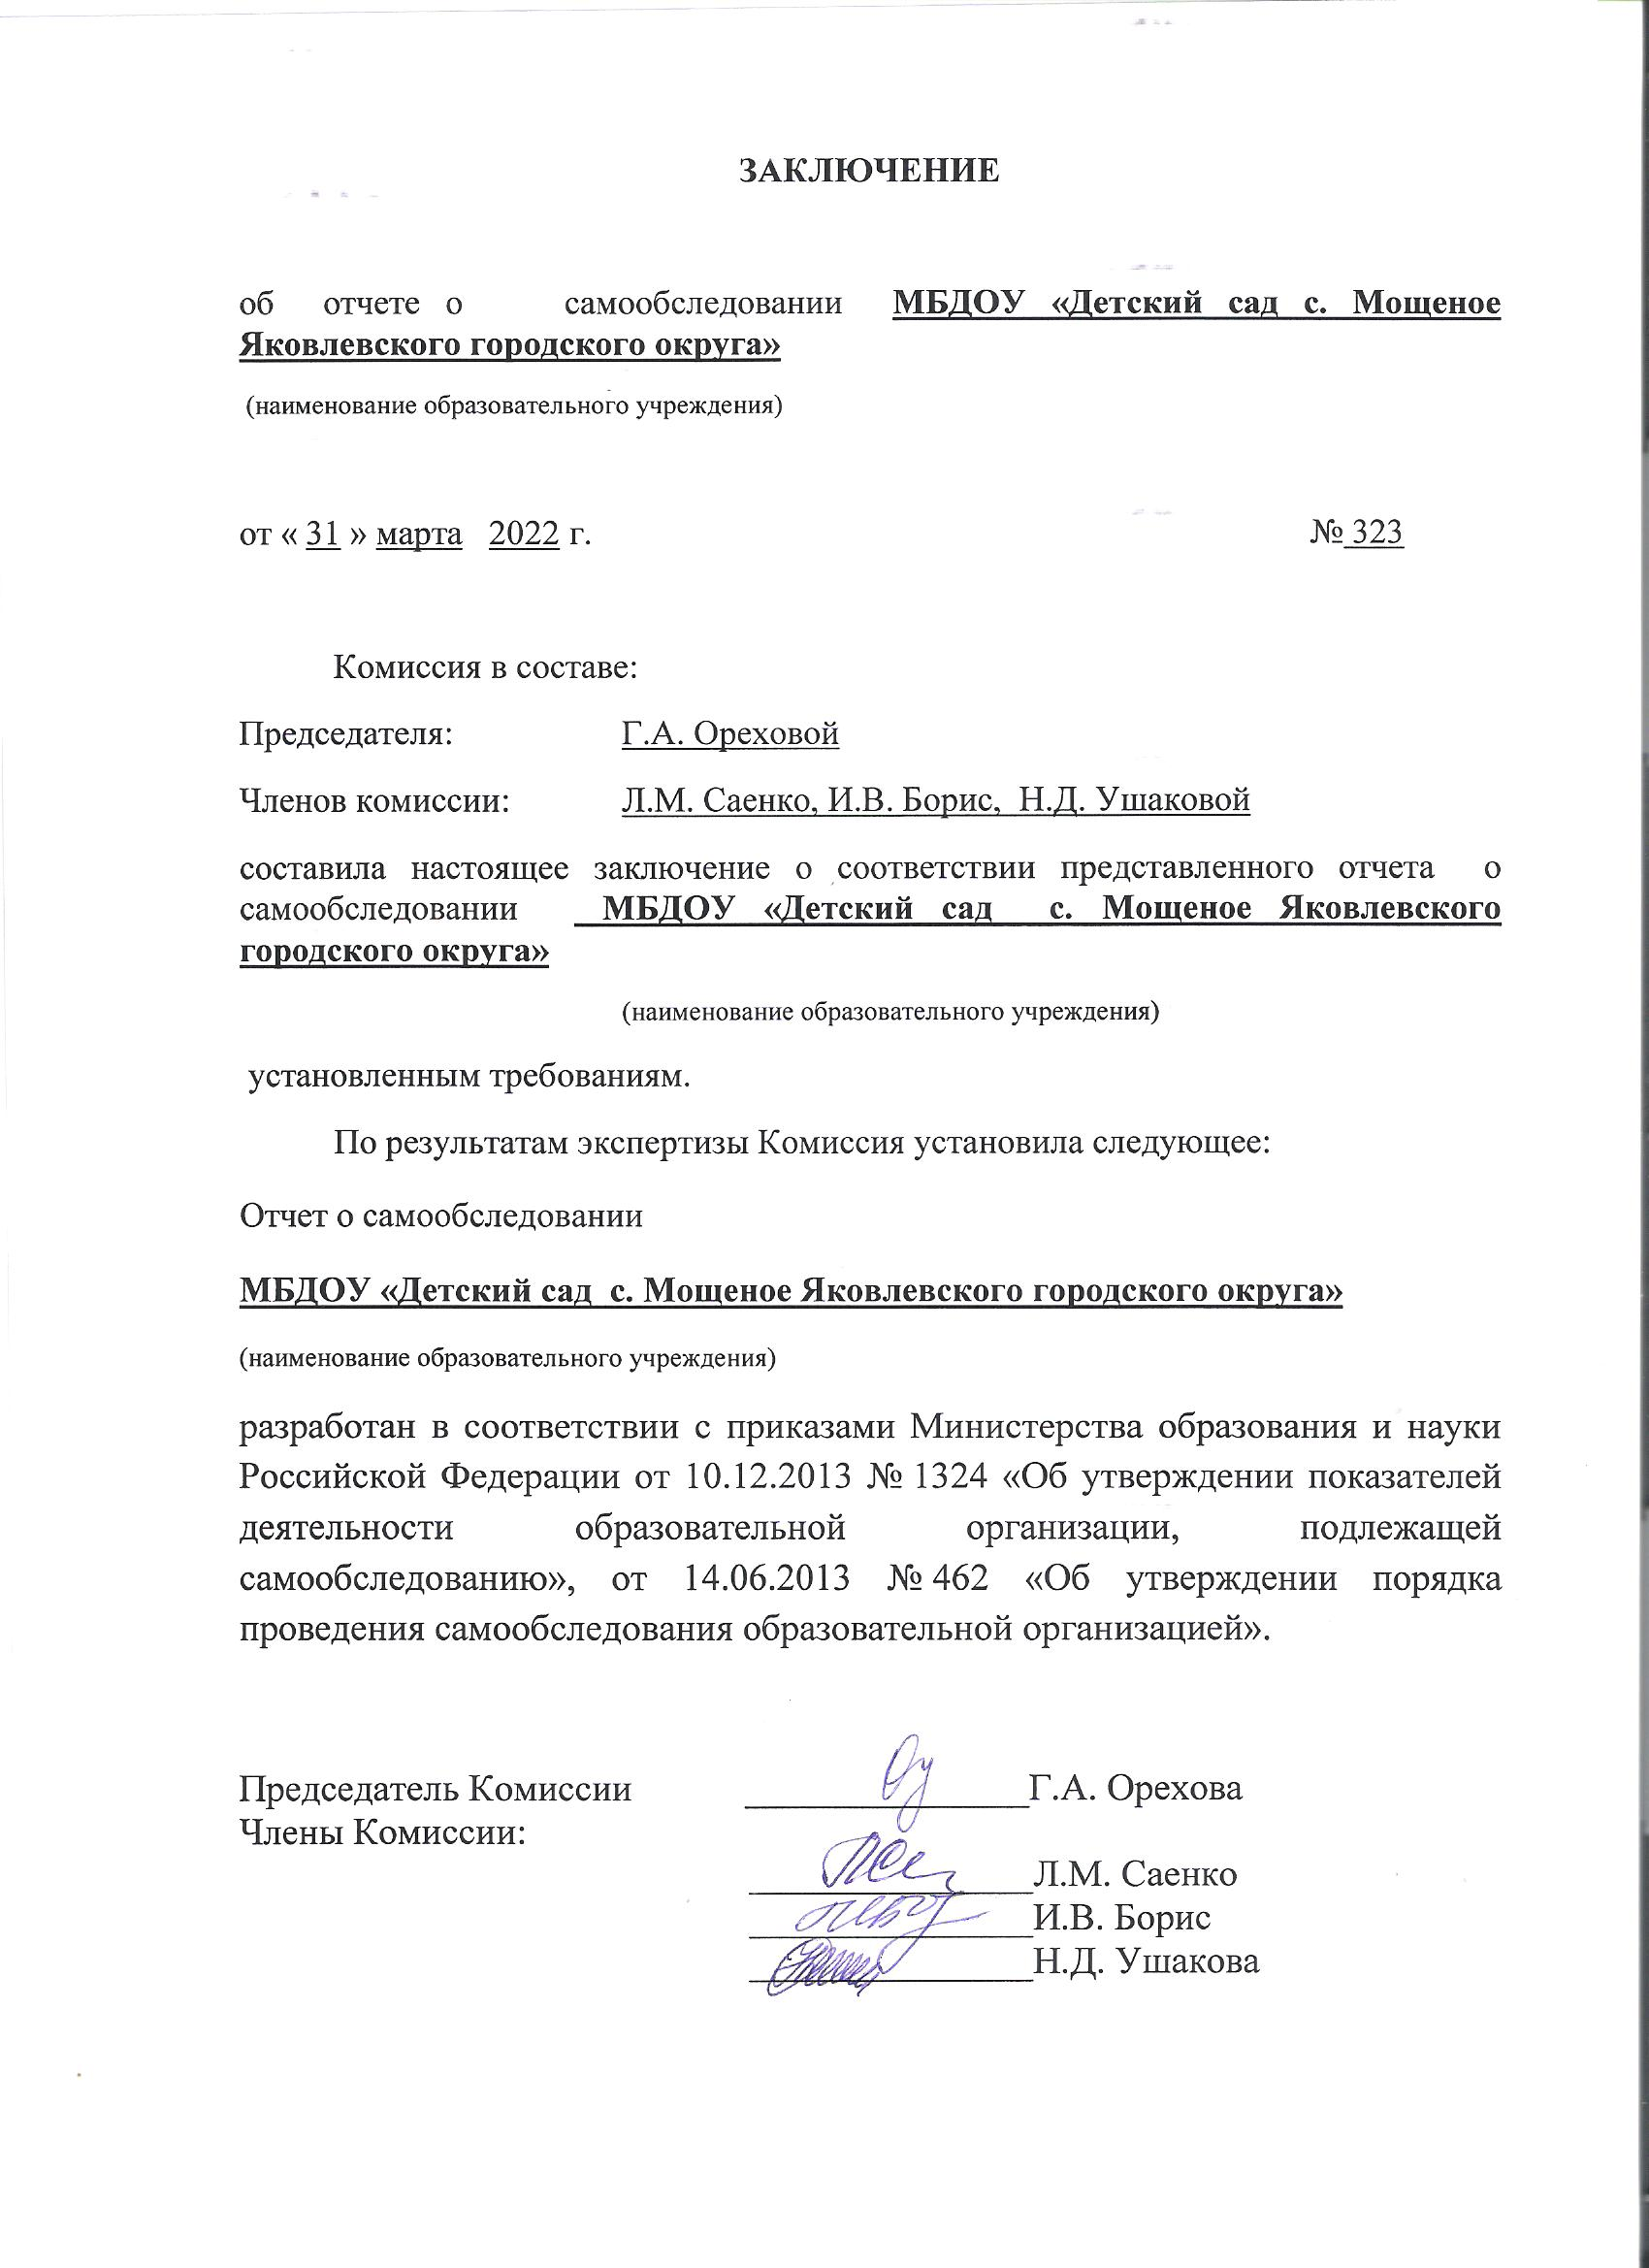 ЗАКЛЮЧЕНИЕ
об отчете о самообследовании МБДОУ «Детский сад с. Мощеное
Яковлевского городского округа»
(наименование образовательного учреждения)
от « 31 » марта 2022 г. № 323
Комиссия в составе:
Председателя: Г.А. Ореховой
Членов комиссии: Л.М. Саенко, И.В. Борис, Н.Д. Ушаковой
составила настоящее заключение о соответствии представленного отчета о
самообследовании МБДОУ «Детский сад с. Мощеное Яковлевского
городского округа»
(наименование образовательного учреждения)
установленным требованиям.
По результатам экспертизы Комиссия установила следующее:
Отчет о самообследовании
МБДОУ «Детский сад с. Мощеное Яковлевского городского округа»
(наименование образовательного учреждения)
разработан в соответствии с приказами Министерства образования и науки
Российской Федерации от 10.12.2013 № 1324 «Об утверждении показателей
деятельности образовательной организации, подлежащей
самообследованию», от 14.06.2013 № 462 «Об утверждении порядка
проведения самообследования образовательной организацией».
Председатель Комиссии Г.А. Орехова
Члены Комиссии:
Л.М. Саенко
И.В. Борис
Н.Д. Ушакова